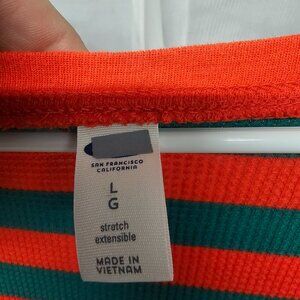 SAN FRANCISCO
CALIFORNIA
L
G
stretch
extensible
MADE IN
VIETNAM